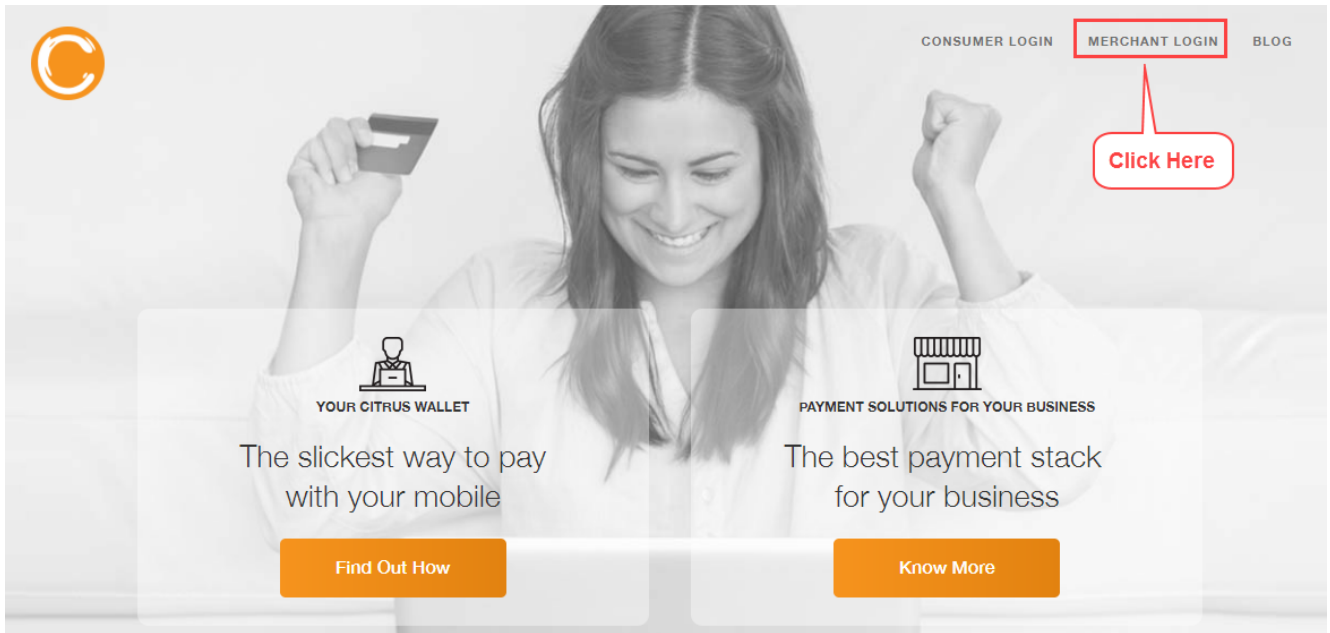 CONSUMER LOGIN
MERCHANT LOGIN
BLOG
Click Here
YOUR CITRUS WALLET
The slickest way to pay
with your mobile
Find Out How
PAYMENT SOLUTIONS FOR YOUR BUSINESS
The best payment stack
for your business
Know More